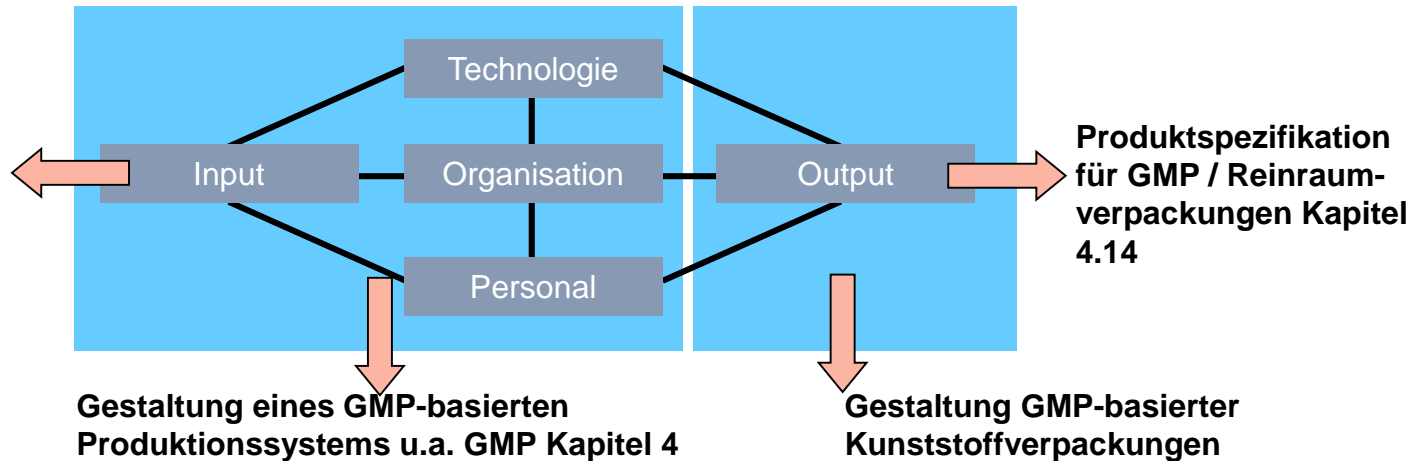 Technologie
Input
Organisation
Output
Personal
Produktspezifikation
für GMP / Reinraum-
verpackungen Kapitel
4.14
Gestaltung eines GMP-basierten
Produktionssystems u.a. GMP Kapitel 4
Gestaltung GMP-basierter
Kunststoffverpackungen